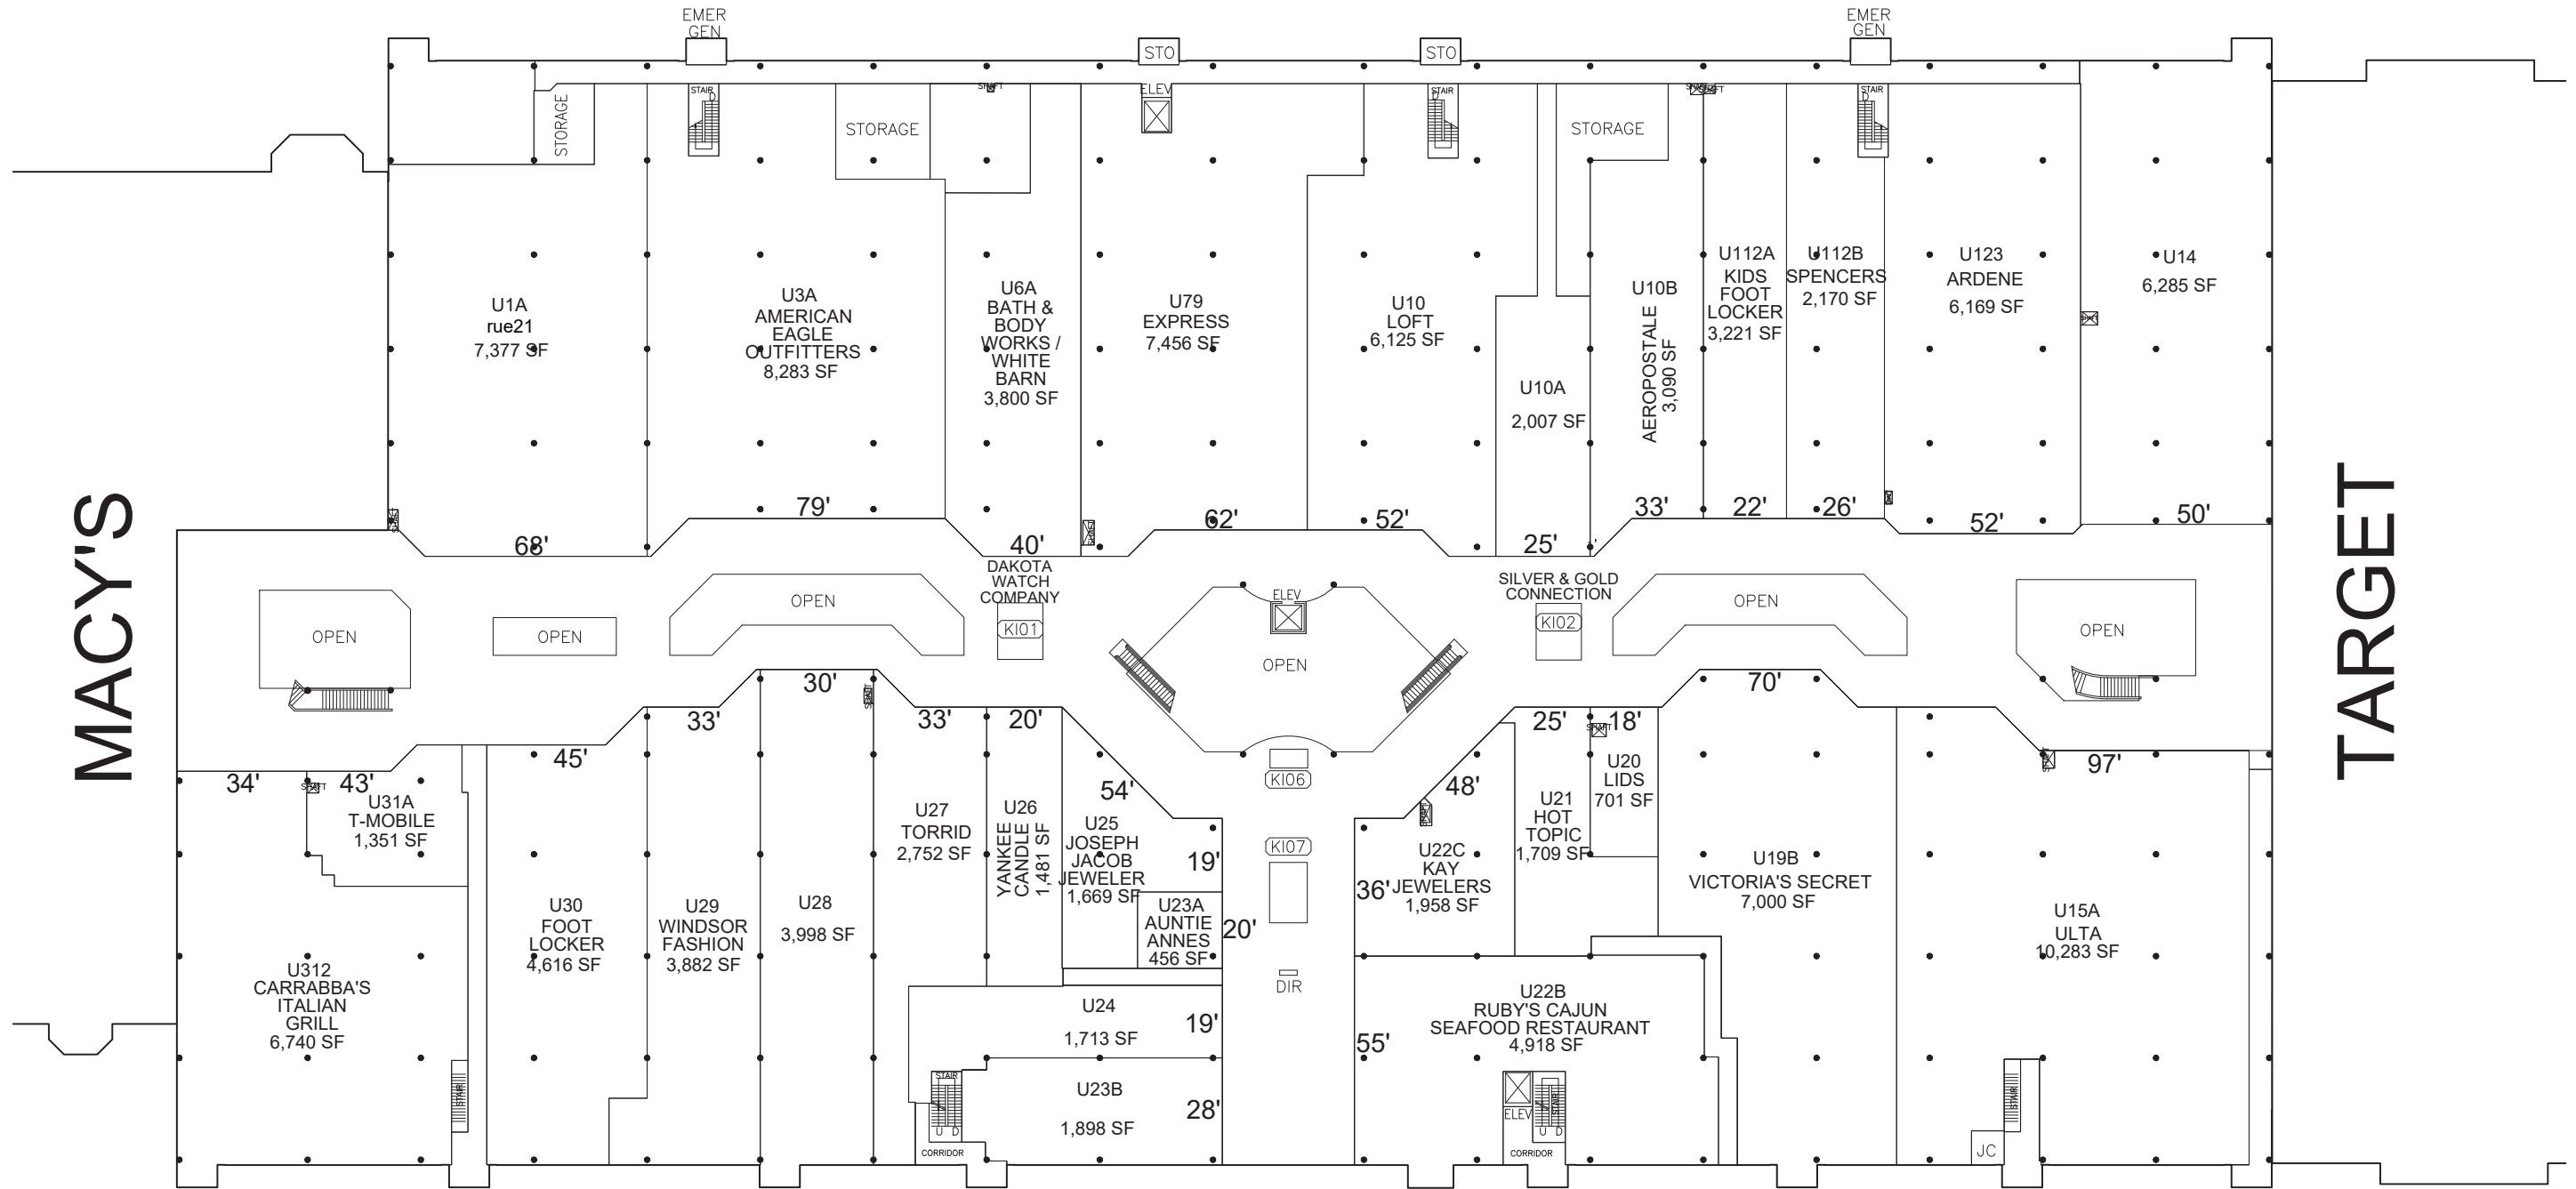 EMER
GEN
STO
STO
EMER
GEN
STAIR
D
SHAFT
ELEV
STAIR
D
STAIR
D
STORAGE
STORAGE
STORAGE
U1A
rue21
7,377 SF
U3A
AMERICAN
EAGLE
OUTFITTERS
8,283 SF
U6A
BATH &
BODY
WORKS /
WHITE
BARN
3,800 SF
U79
EXPRESS
7,456 SF
U10
LOFT
6,125 SF
U10A
2,007 SF
U10B
AEROPOSTALE
3,090 SF
U112A
KIDS
FOOT
LOCKER
3,221 SF
U112B
SPENCERS
2,170 SF
U123
ARDENE
6,169 SF
U14
6,285 SF
68'
79'
40'
62'
52'
25'
33'
22'
26'
52'
50'
MACY'S
TARGET
OPEN
OPEN
OPEN
DAKOTA
WATCH
COMPANY
KI01
ELEV
OPEN
SILVER & GOLD
CONNECTION
KI02
OPEN
OPEN
34'
43'
45'
33'
30'
33'
20'
54'
19'
20'
19'
28'
KI06
KI07
DIR
48'
36'
55'
25'
18'
70'
97'
SHAFT
U31A
T-MOBILE
1,351 SF
U312
CARRABBA'S
ITALIAN
GRILL
6,740 SF
STAIR
U30
FOOT
LOCKER
4,616 SF
U29
WINDSOR
FASHION
3,882 SF
U28
3,998 SF
U27
TORRID
2,752 SF
U26
YANKEE
CANDLE
1,481 SF
U25
JOSEPH
JACOB
JEWELER
1,669 SF
U23A
AUNTIE
ANNES
456 SF
U24
1,713 SF
U23B
1,898 SF
STAIR
U D
CORRIDOR
U22C
KAY
JEWELERS
1,958 SF
U21
HOT
TOPIC
1,709 SF
SHAFT
U20
LIDS
701 SF
U19B
VICTORIA'S SECRET
7,000 SF
U22B
RUBY'S CAJUN
SEAFOOD RESTAURANT
4,918 SF
ELEV
STAIR
U D
CORRIDOR
U15A
ULTA
10,283 SF
STAIR
JC